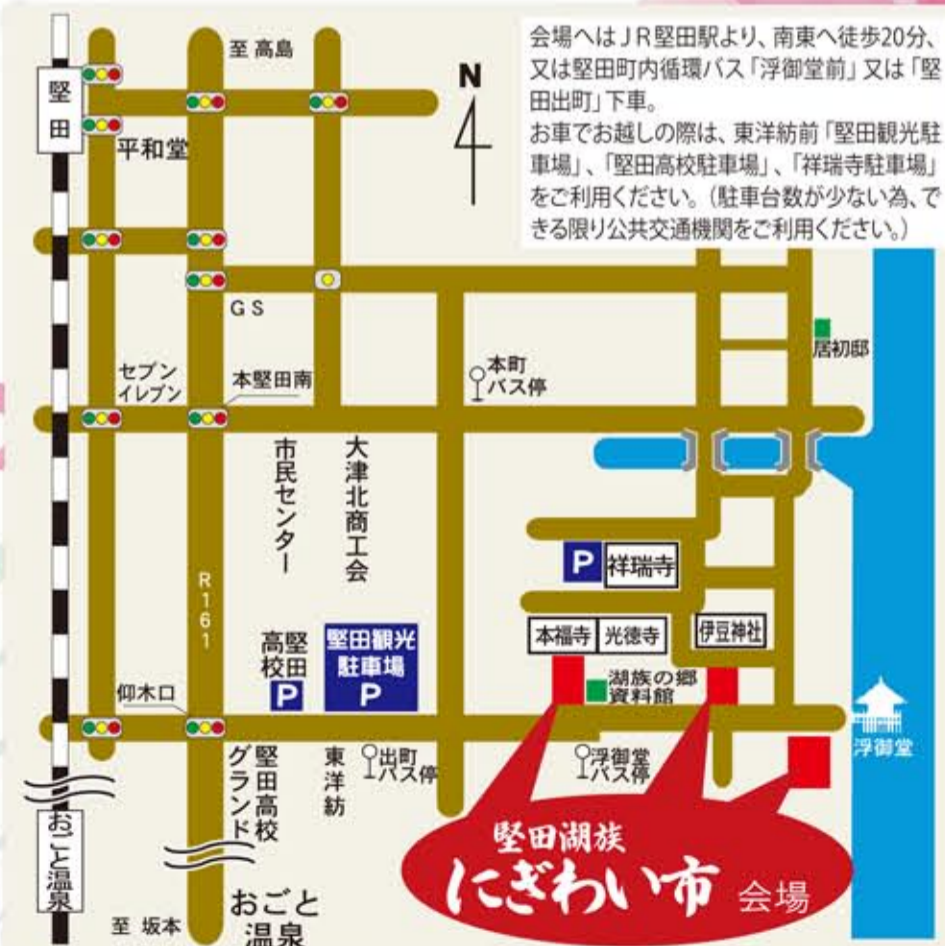 会場へはJR堅田駅より、南東へ徒歩20分、
又は堅田町内循環バス「浮御堂前」又は「堅
田出町」下車。
お車でお越しの際は、東洋紡前「堅田観光駐
車場」、「堅田高校駐車場」、「祥瑞寺駐車場」
をご利用ください。(駐車台数が少ない為、で
きる限り公共交通機関をご利用ください。)
至 高島
N
堅田
平和堂
GS
居初邸
セブン
イレブン
本堅田南
本町
バス停
市民センター
大津北商工会
R161
P
祥瑞寺
本福寺
光徳寺
伊豆神社
堅田
高校
P
堅田観光
駐車場
P
湖族の郷
資料館
仰木口
浮御堂
堅田高校
グランド
東洋紡
出町
バス停
浮御堂
バス停
おごと温泉
堅田湖族
にぎわい市 会場
至 坂本
おごと
温泉